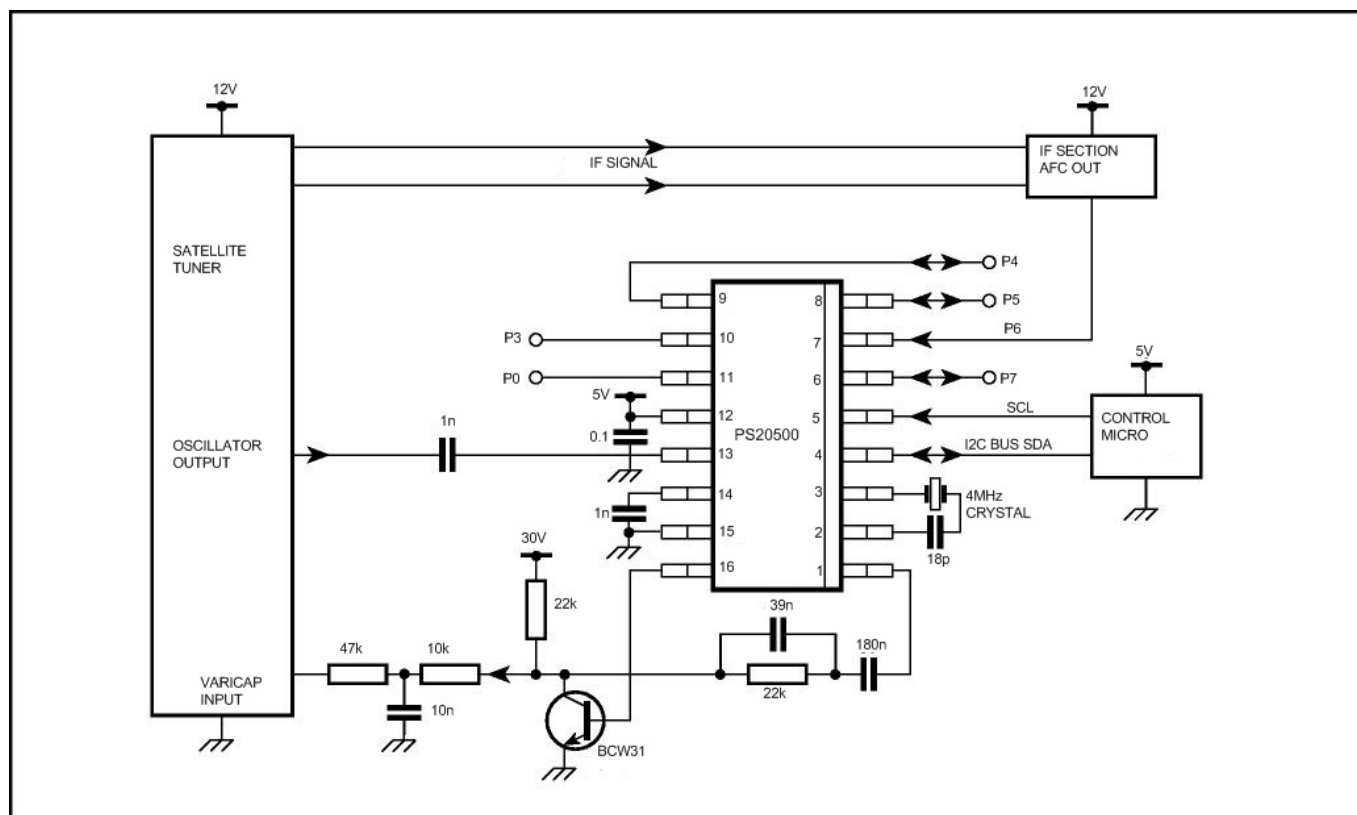 12V
12V
IF SIGNAL
IF SECTION
AFC OUT
SATELLITE
TUNER
P4
9
8
P5
P3
10
7
P6
P0
11
6
P7
5V
5V
12
5
SCL
CONTROL
MICRO
1n
PS20500
OSCILLATOR
OUTPUT
0.1
13
4
I2C BUS SDA
14
3
4MHz
CRYSTAL
1n
15
2
18p
30V
16
1
22k
39n
47k
10k
180n
VARICAP
INPUT
22k
10n
BCW31